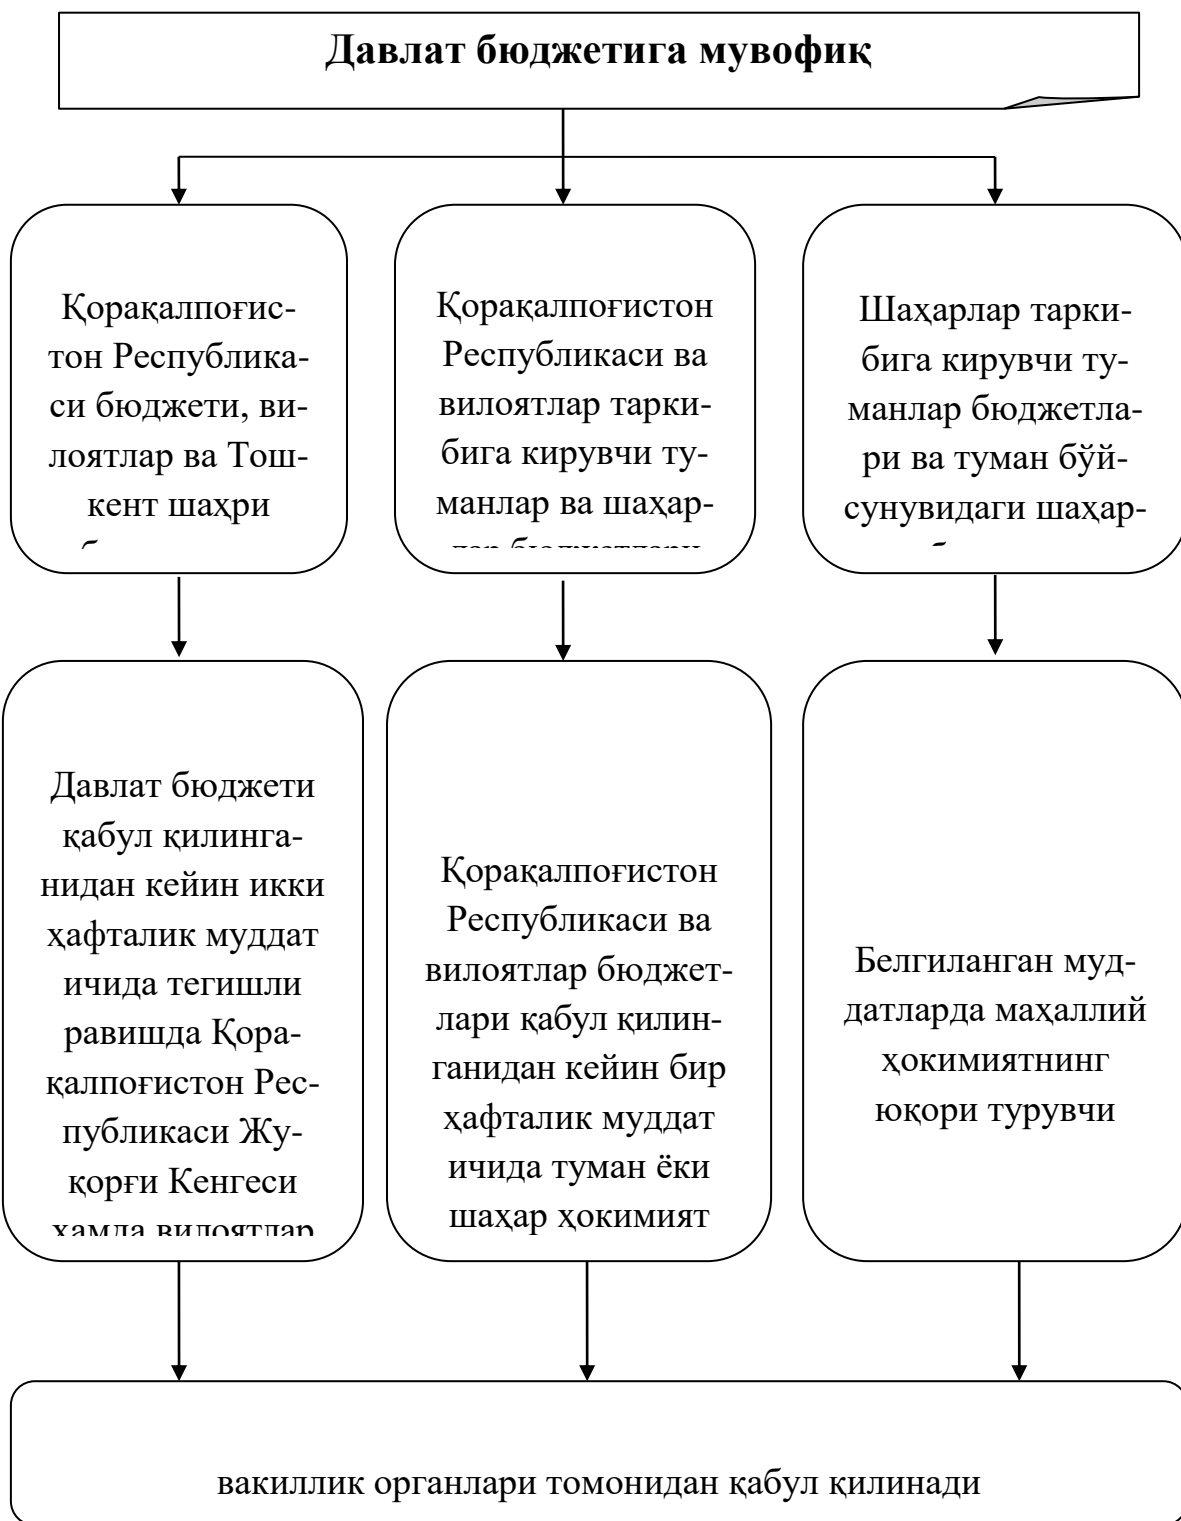 Давлат бюджетига мувофиқ
Қорақалпоғис-
тон Республика-
си бюджети, ви-
лоятлар ва Тош-
кент шаҳри
Қорақалпоғистон
Республикаси ва
вилоятлар тарки-
бига кирувчи ту-
манлар ва шаҳар-
лар бюджетлари
Шаҳарлар тарки-
бига кирувчи ту-
манлар бюджетла-
ри ва туман бўй-
сунувидаги шаҳар-
Давлат бюджети
қабул қилинга-
нидан кейин икки
ҳафталик муддат
ичида тегишли
равишда Қора-
қалпоғистон Рес-
публикаси Жу-
қорғи Кенгеси
ҳамда вилоятлар
Қорақалпоғистон
Республикаси ва
вилоятлар бюджет-
лари қабул қилин-
ганидан кейин бир
ҳафталик муддат
ичида туман ёки
шаҳар ҳокимият
Белгиланган муд-
датларда маҳаллий
ҳокимиятнинг
юқори турувчи
вакиллик органлари томонидан қабул қилинади